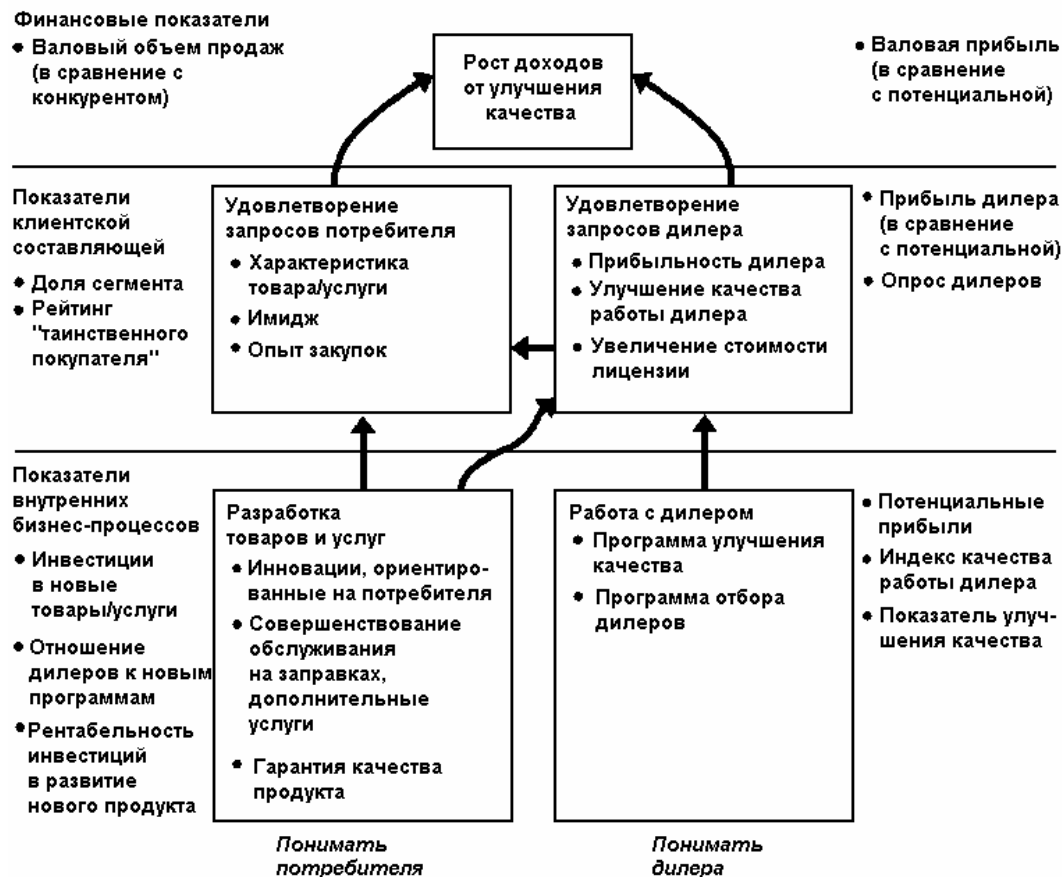 Финансовые показатели
• Валовый объем продаж
(в сравнение с
конкурентом)
Рост доходов
от улучшения
качества
• Валовая прибыль
(в сравнение
с потенциальной)
Показатели
клиентской
составляющей
• Доля сегмента
• Рейтинг
"таинственного
покупателя"
Удовлетворение
запросов потребителя
• Характеристика
товара/услуги
• Имидж
• Опыт закупок
Удовлетворение
запросов дилера
• Прибыльность дилера
• Улучшение качества
работы дилера
• Увеличение стоимости
лицензии
• Прибыль дилера
(в сравнение
с потенциальной)
• Опрос дилеров
Показатели
внутренних
бизнес-процессов
• Инвестиции
в новые
товары/услуги
• Отношение
дилеров к новым
программам
• Рентабельность
инвестиций
в развитие
нового продукта
Разработка
товаров и услуг
• Инновации, ориентиро-
ванные на потребителя
• Совершенствование
обслуживания
на заправках,
дополнительные
услуги
• Гарантия качества
продукта
Работа с дилером
• Программа улучшения
качества
• Программа отбора
дилеров
• Потенциальные
прибыли
• Индекс качества
работы дилера
• Показатель улуч-
шения качества
Понимать
потребителя
Понимать
дилера